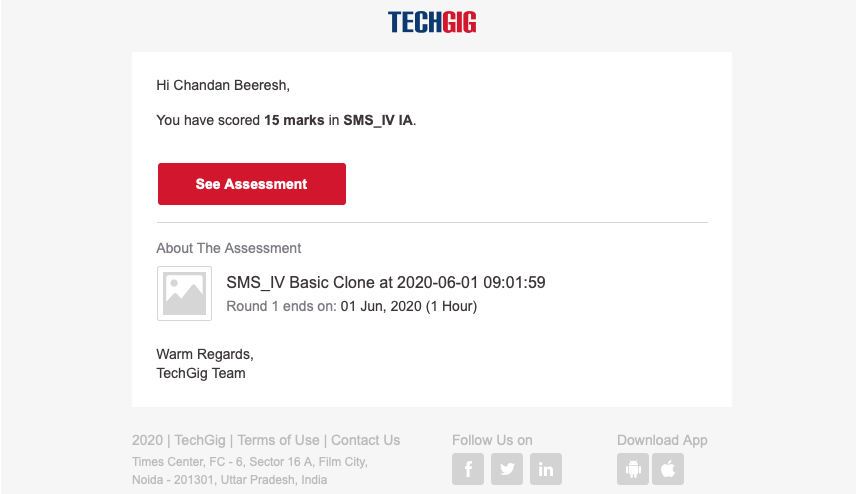 TECHGIG
Hi Chandan Beeresh,
You have scored 15 marks in SMS_IV IA.
See Assessment
About The Assessment
SMS_IV Basic Clone at 2020-06-01 09:01:59
Round 1 ends on: 01 Jun, 2020 (1 Hour)
Warm Regards,
TechGig Team
2020 | TechGig | Terms of Use | Contact Us
Times Center, FC - 6, Sector 16 A, Film City,
Noida - 201301, Uttar Pradesh, India
Follow Us on
Download App